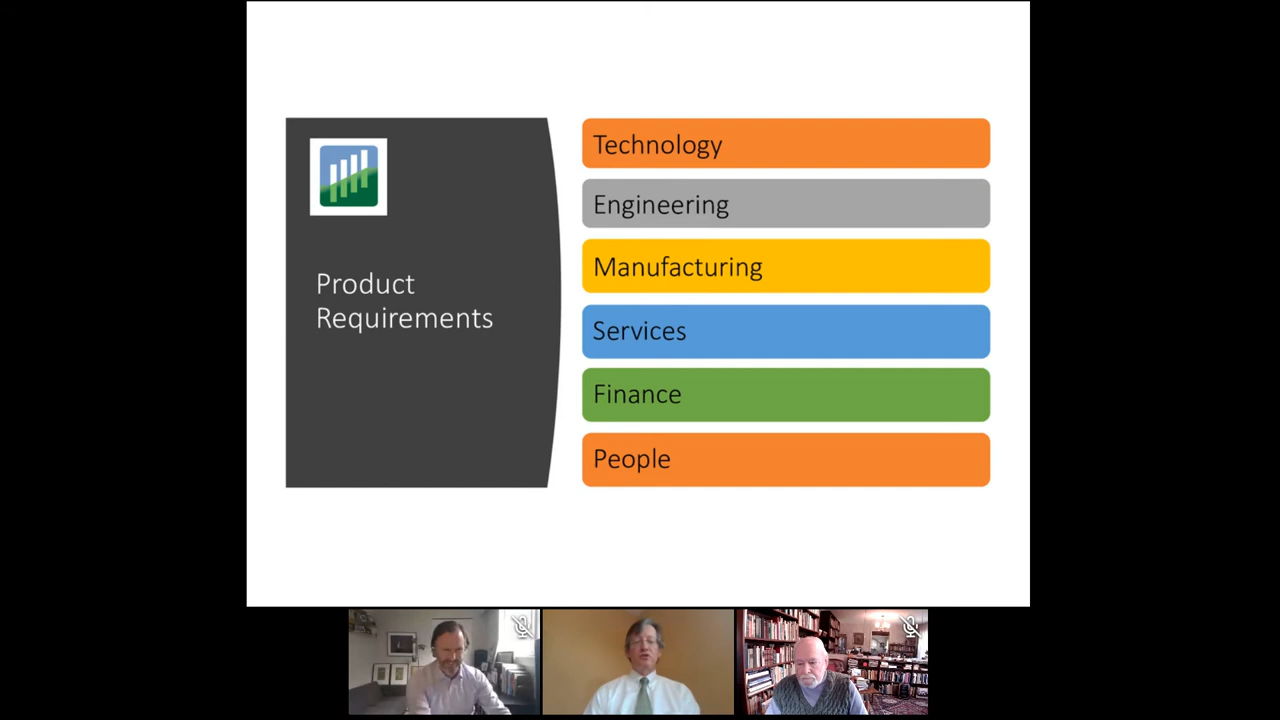 Product
Requirements
Technology
Engineering
Manufacturing
Services
Finance
People